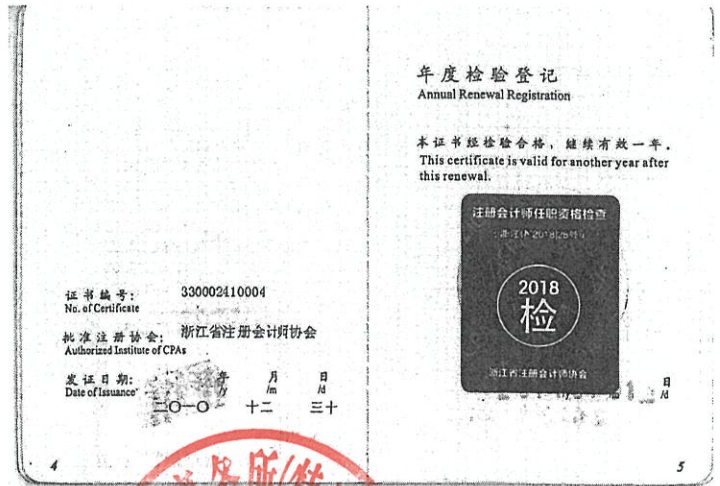 证书编号:
No. of Certificate
330002410004
批准注册协会:
Authorized Institute of CPAs
浙江省注册会计师协会
发证日期:
Date of Issuance
年 月 日
/y /m /d
二〇一〇 十二 三十
4
年度检验登记
Annual Renewal Registration
本证书经检验合格，继续有效一年.
This certificate is valid for another year after
this renewal.
注册会计师任职资格检查
2018
检
浙江省注册会计师协会
日
/d
5